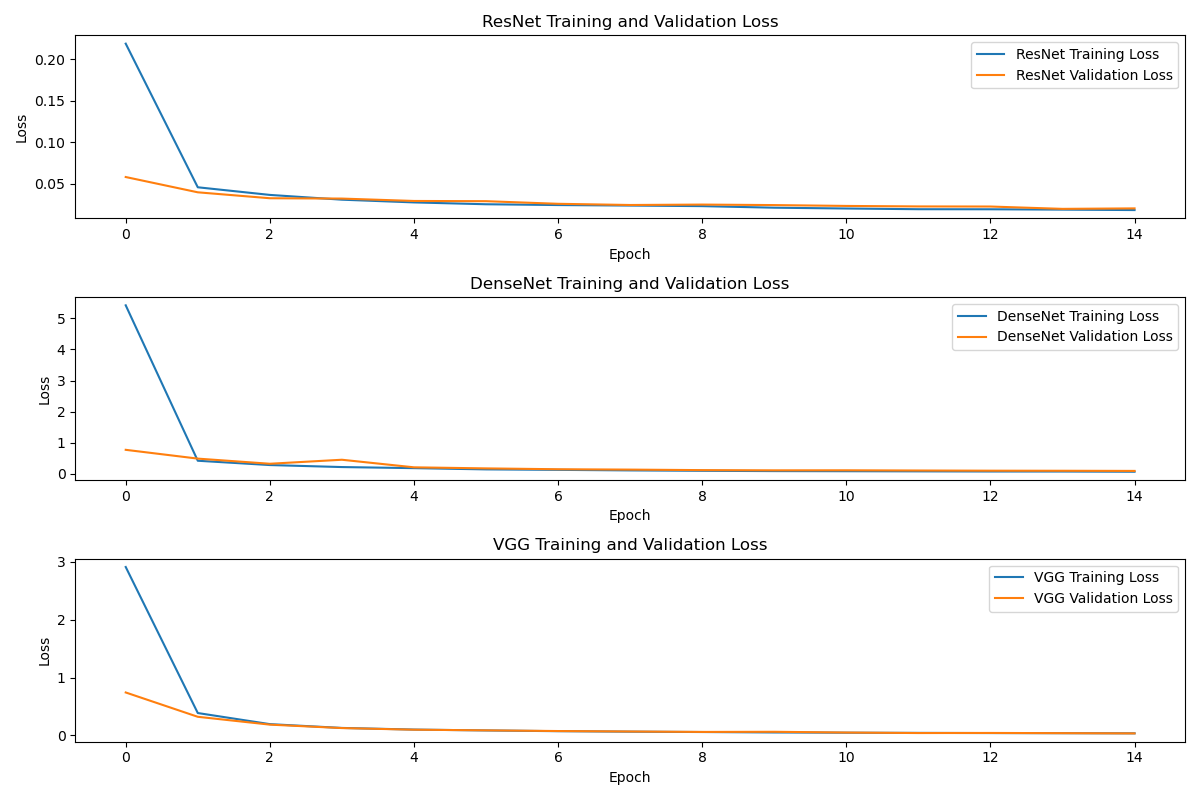 ResNet Training and Validation Loss
ResNet Training Loss
ResNet Validation Loss
Loss
0.20
0.15
0.10
0.05
0 2 4 6 8 10 12 14
Epoch
DenseNet Training and Validation Loss
DenseNet Training Loss
DenseNet Validation Loss
Loss
5
4
3
2
1
0
0 2 4 6 8 10 12 14
Epoch
VGG Training and Validation Loss
VGG Training Loss
VGG Validation Loss
Loss
3
2
1
0
0 2 4 6 8 10 12 14
Epoch